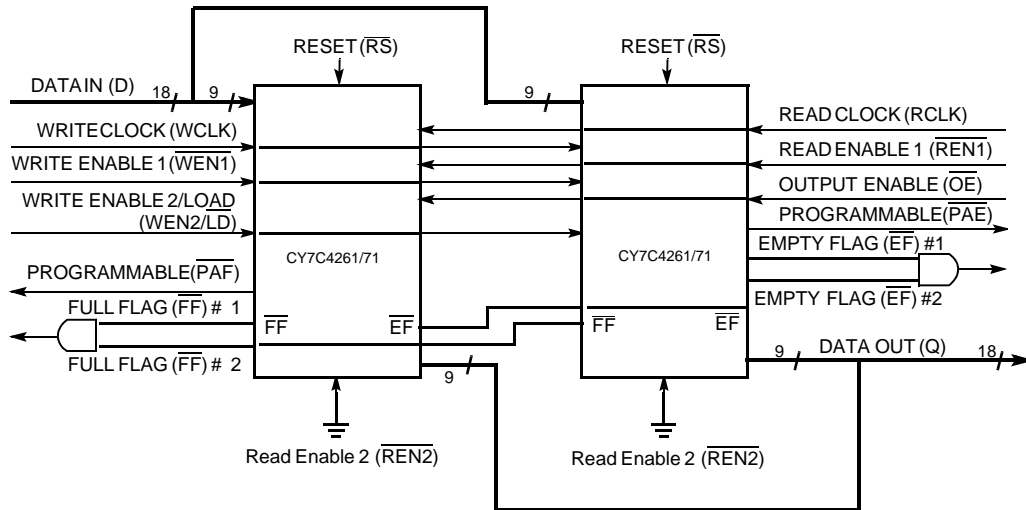 RESET (RS)
RESET (RS)
DATA IN (D)
18
9
9
WRITE CLOCK (WCLK)
WRITE ENABLE 1 (WEN1)
WRITE ENABLE 2/LOAD
(WEN2/LD)
PROGRAMMABLE(PAF)
FULL FLAG (FF) # 1
FULL FLAG (FF) # 2
CY7C4261/71
FF
EF
9
Read Enable 2 (REN2)
CY7C4261/71
FF
EF
Read Enable 2 (REN2)
READ CLOCK (RCLK)
READ ENABLE 1 (REN1)
OUTPUT ENABLE (OE)
PROGRAMMABLE(PAE)
EMPTY FLAG (EF) #1
EMPTY FLAG (EF) #2
9
DATA OUT (Q)
18